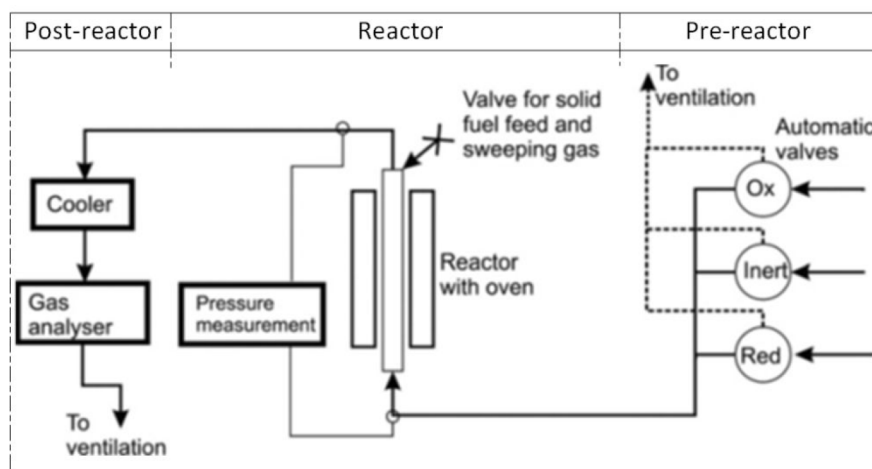 Post-reactor
Reactor
Pre-reactor
To
ventilation
Valve for solid
fuel feed and
sweeping gas
Automatic
valves
Ox
Cooler
Inert
Reactor
with oven
Gas
analyser
Pressure
measurement
Red
To
ventilation